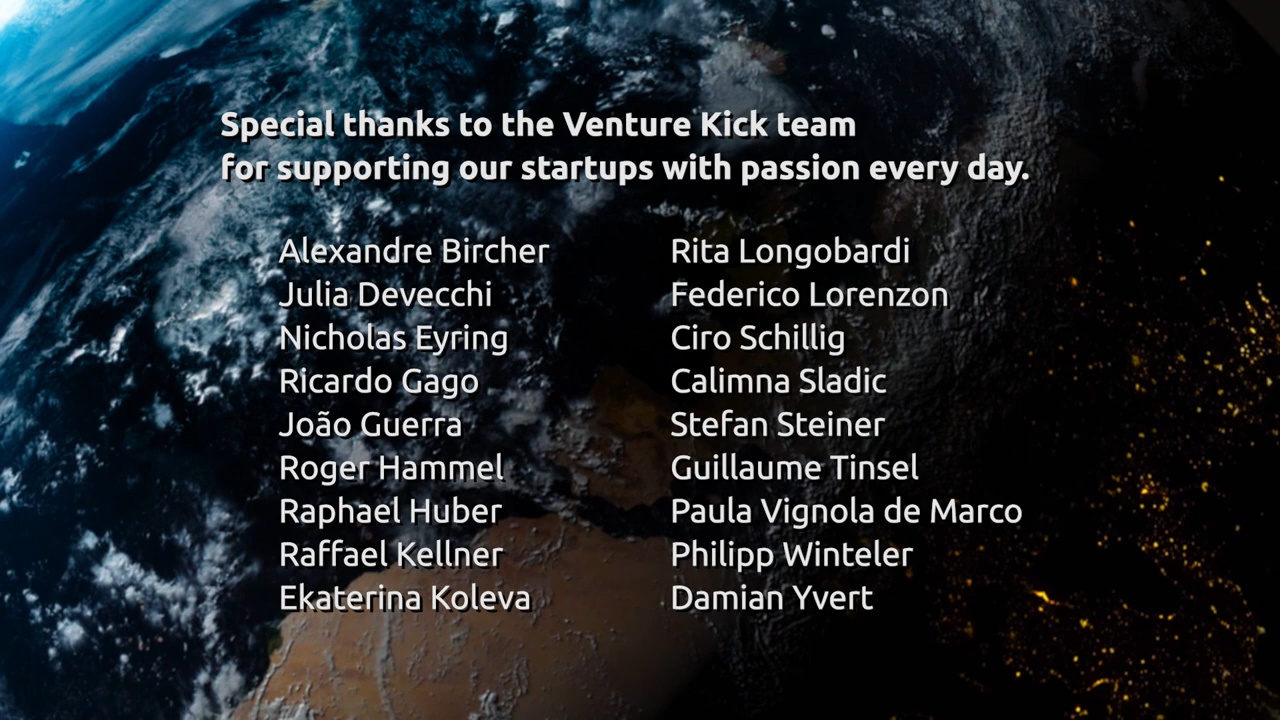 Special thanks to the Venture Kick team
for supporting our startups with passion every day.
Alexandre Bircher
Julia Devecchi
Nicholas Eyring
Ricardo Gago
João Guerra
Roger Hammel
Raphael Huber
Raffael Kellner
Ekaterina Koleva
Rita Longobardi
Federico Lorenzon
Ciro Schillig
Calimna Sladic
Stefan Steiner
Guillaume Tinsel
Paula Vignola de Marco
Philipp Winteler
Damian Yvert